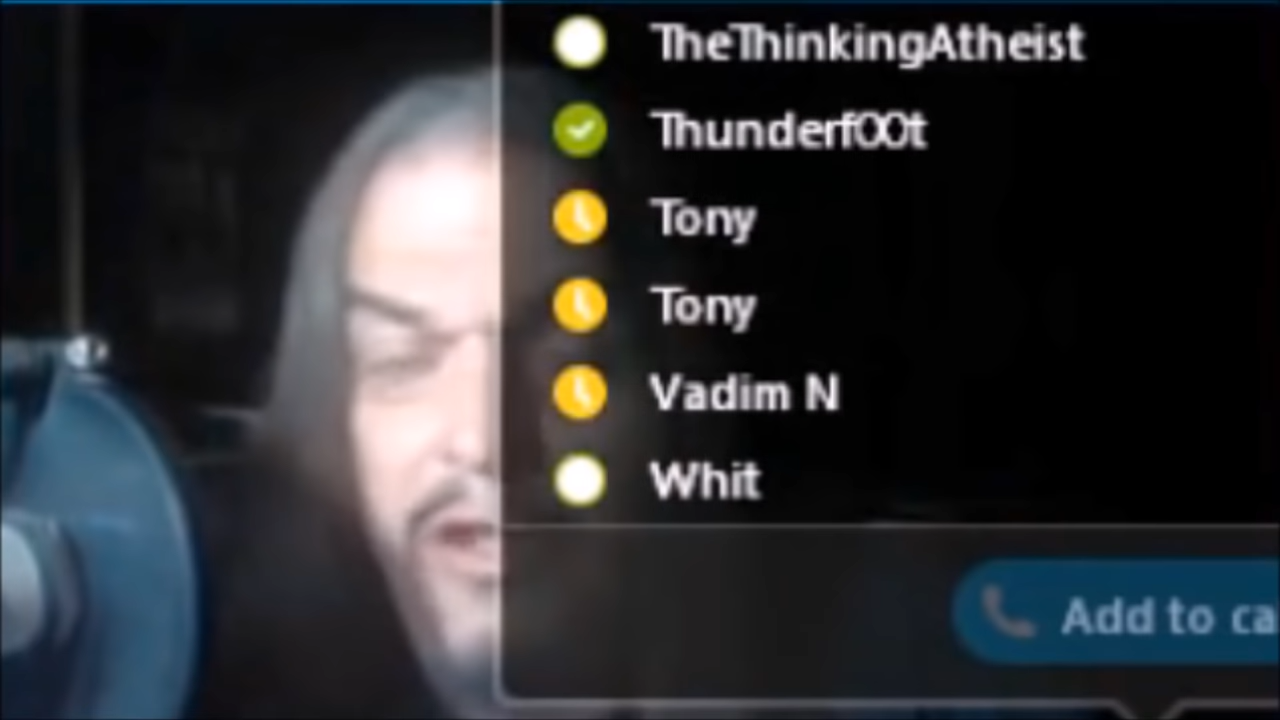 TheThinkingAtheist
Thunderf00t
Tony
Tony
Vadim N
Whit
Add to ca